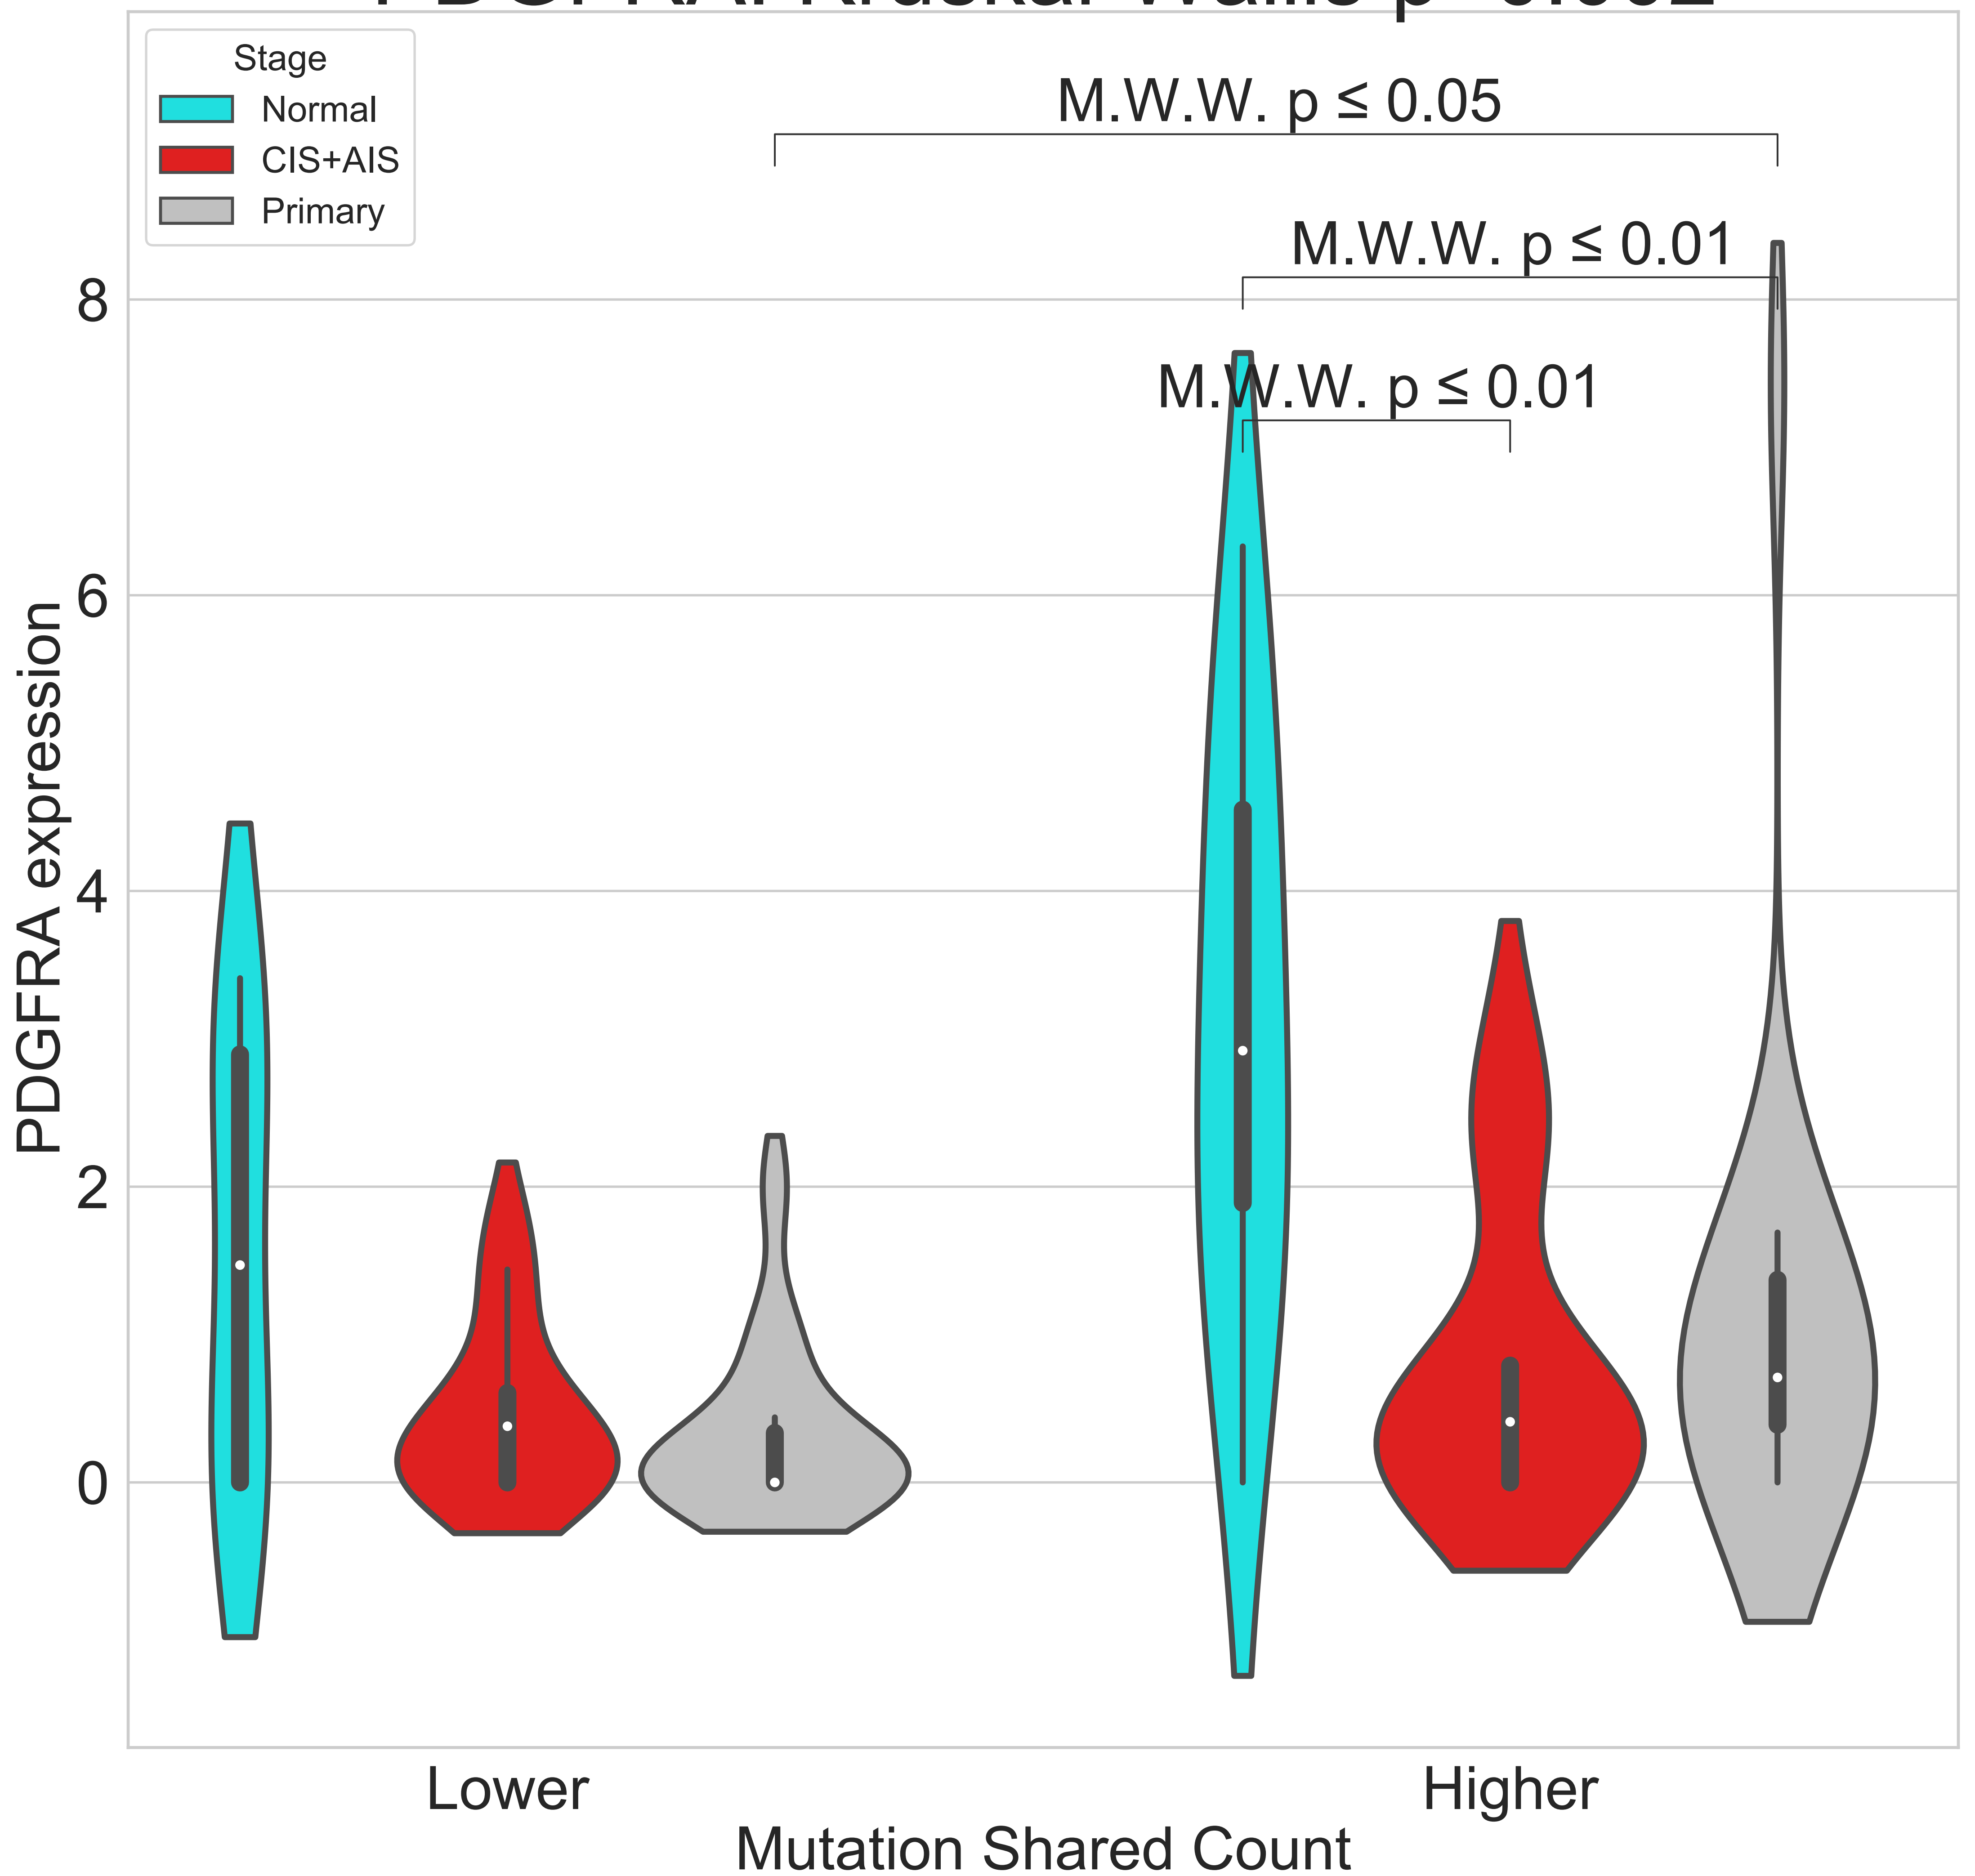 Stage
Normal
CIS+AIS
Primary
M.W.W. p ≤ 0.05
M.W.W. p ≤ 0.01
M.W.W. p ≤ 0.01
8
6
4
2
0
PDGFRA expression
Lower
Higher
Mutation Shared Count